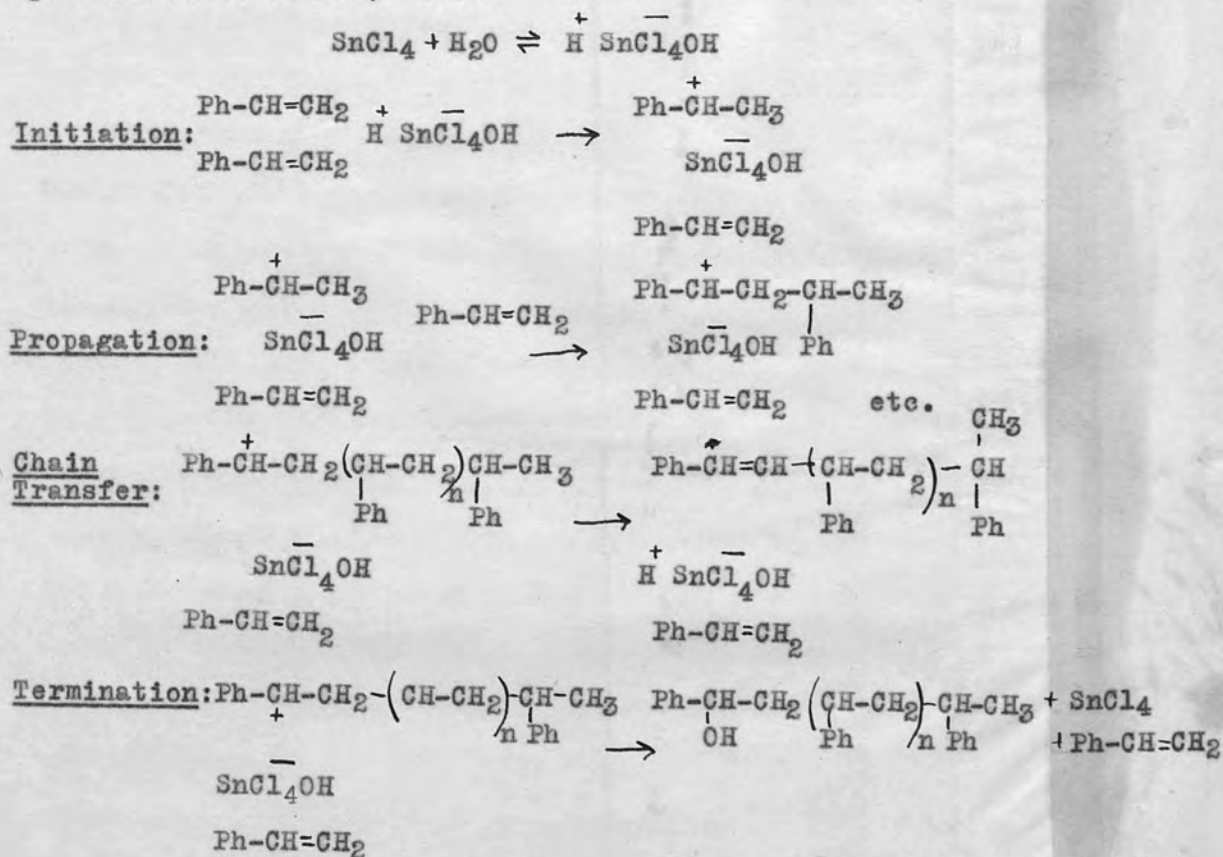 SnCl4 + H2O ⇌ H+ SnCl4OH−
Ph-CH=CH2
Initiation: H+ SnCl4OH− → Ph-CH+-CH3
Ph-CH=CH2
SnCl4OH−
Ph-CH=CH2
Ph-CH+-CH3
Ph-CH=CH2
Ph-CH+-CH2-CH-CH3
Propagation: SnCl4OH− → SnCl4OH− Ph
Ph-CH=CH2 Ph-CH=CH2 etc.
CH3
Chain Ph-CH+-CH2(CH-CH2)nCH-CH3 Ph-CH=CH-(CH-CH2)n-CH
Transfer: Ph Ph → Ph Ph
SnCl4OH− H+ SnCl4OH−
Ph-CH=CH2 Ph-CH=CH2
Termination: Ph-CH-CH2-(CH-CH2)n-CH-CH3 Ph-CH-CH2(CH-CH2)n-CH-CH3 + SnCl4
+ Ph → OH Ph Ph + Ph-CH=CH2
SnCl4OH−
Ph-CH=CH2